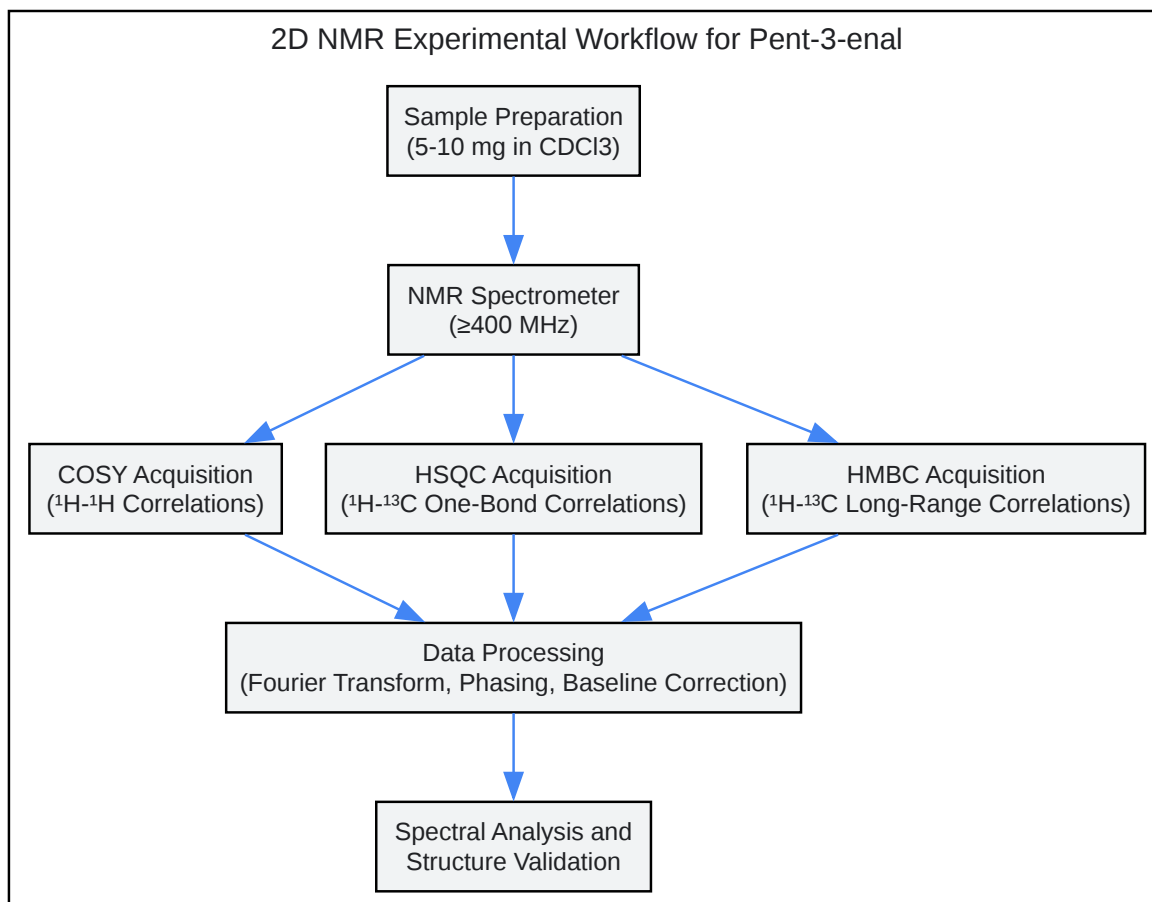 2D NMR Experimental Workflow for Pent-3-enal
Sample Preparation
(5-10 mg in CDCl3)
NMR Spectrometer
(≥400 MHz)
COSY Acquisition
(¹H-¹H Correlations)
HSQC Acquisition
(¹H-¹³C One-Bond Correlations)
HMBC Acquisition
(¹H-¹³C Long-Range Correlations)
Data Processing
(Fourier Transform, Phasing, Baseline Correction)
Spectral Analysis and
Structure Validation